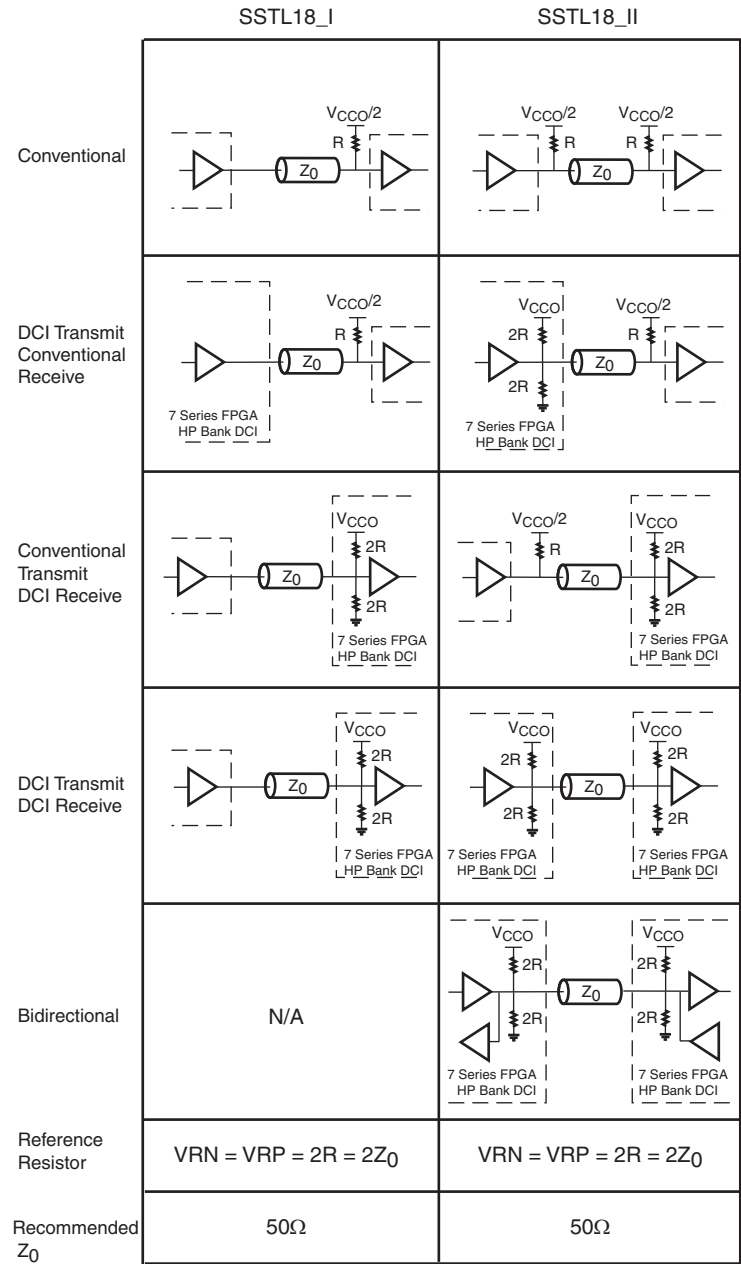 SSTL18_I SSTL18_II
Conventional
VCCO/2
R
Z0
VCCO/2 VCCO/2
R R
Z0
DCI Transmit
Conventional
Receive
VCCO/2
R
Z0
7 Series FPGA
HP Bank DCI
VCCO VCCO/2
2R R
Z0
2R
7 Series FPGA
HP Bank DCI
Conventional
Transmit
DCI Receive
VCCO
2R
Z0
2R
7 Series FPGA
HP Bank DCI
VCCO/2 VCCO
R 2R
Z0
2R
7 Series FPGA
HP Bank DCI
DCI Transmit
DCI Receive
VCCO
2R
Z0
2R
7 Series FPGA
HP Bank DCI
VCCO VCCO
2R 2R
Z0
2R 2R
7 Series FPGA 7 Series FPGA
HP Bank DCI HP Bank DCI
Bidirectional
N/A
VCCO VCCO
2R 2R
Z0
2R 2R
7 Series FPGA 7 Series FPGA
HP Bank DCI HP Bank DCI
Reference
Resistor
VRN = VRP = 2R = 2Z0 VRN = VRP = 2R = 2Z0
Recommended
Z0
50Ω 50Ω